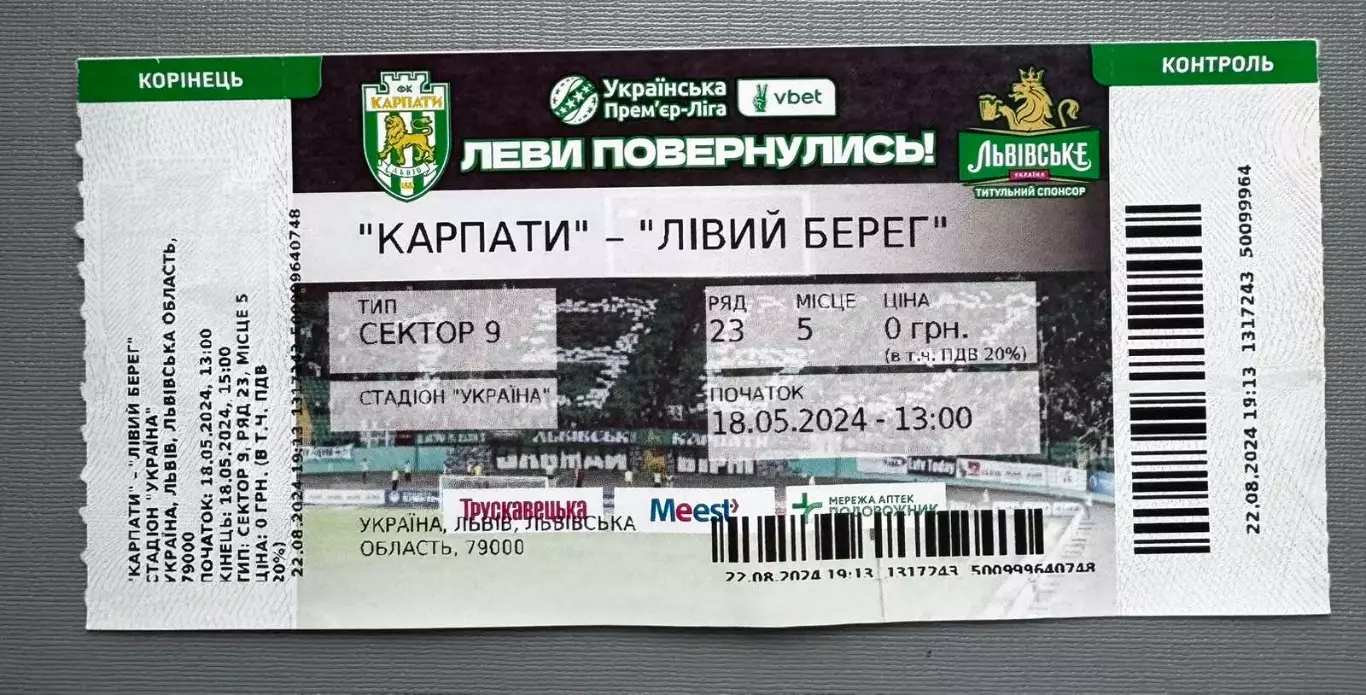 КОРІНЕЦЬ
"КАРПАТИ" - "ЛІВИЙ БЕРЕГ"
СТАДІОН "УКРАЇНА"
УКРАЇНА, ЛЬВІВ, ЛЬВІВСЬКА ОБЛАСТЬ,
79000
ПОЧАТОК: 18.05.2024, 13:00
КІНЕЦЬ: 18.05.2024, 15:00
ТИП: СЕКТОР 9, РЯД 23, МІСЦЕ 5
ЦІНА: 0 ГРН. (В Т.Ч. ПДВ
20%)
22.08.2024 19:13 1317243 500999640748
ФК
КАРПАТИ
ЛЬВІВ
Українська
Прем'єр-Ліга
vbet
ЛЕВИ ПОВЕРНУЛИСЬ!
ЛЬВІВСЬКЕ
УКРАЇНА
ТИТУЛЬНИЙ СПОНСОР
"КАРПАТИ" – "ЛІВИЙ БЕРЕГ"
ТИП
СЕКТОР 9
РЯД МІСЦЕ ЦІНА
23 5 0 грн.
(в т.ч. ПДВ 20%)
СТАДІОН "УКРАЇНА"
ПОЧАТОК
18.05.2024 - 13:00
ЛЬВІВСЬКІ КАРПАТИ
Трускавецька
Meest
МЕРЕЖА АПТЕК
ПОДОРОЖНИК
УКРАЇНА, ЛЬВІВ, ЛЬВІВСЬКА
ОБЛАСТЬ, 79000
22.08.2024 19:13 1317243 500999640748
КОНТРОЛЬ
22.08.2024 19:13 1317243 50099964